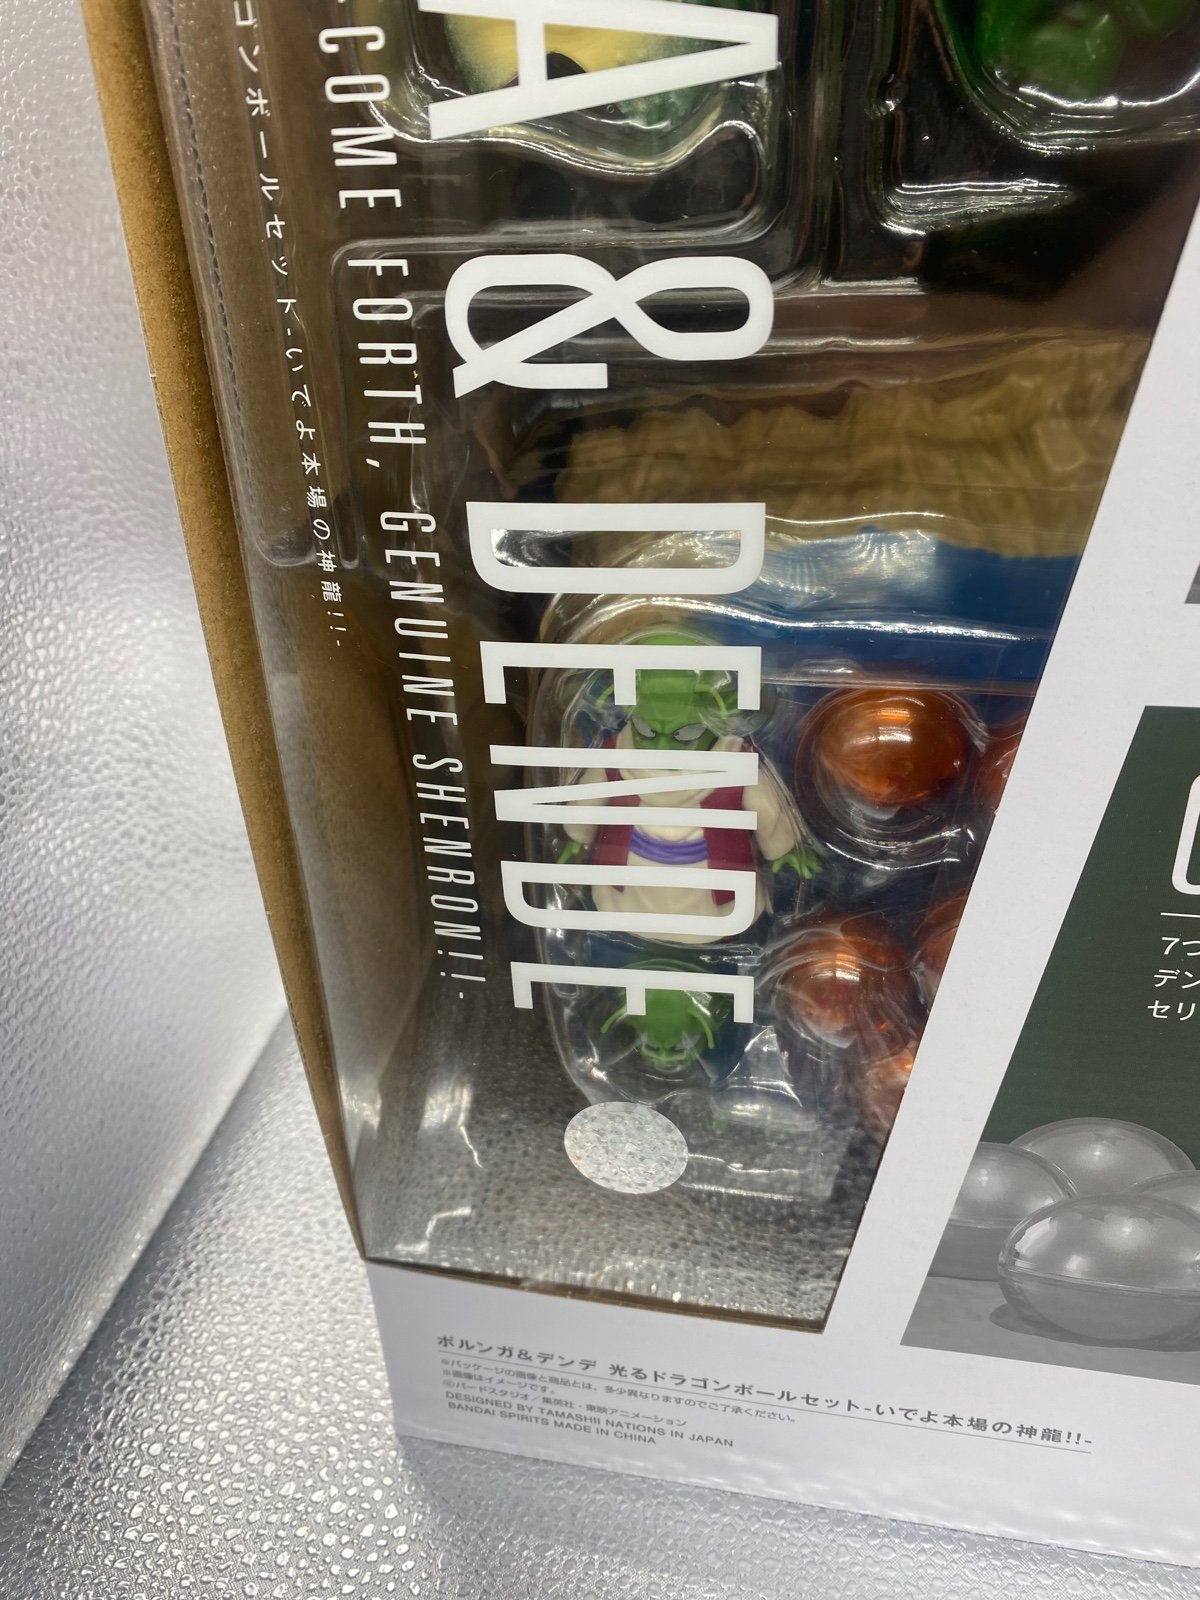 A & DENDE
COME FORTH, GENUINE SHENRON!!-
ゴンボールセット-いでよ本場の神龍!!-
7つ
デン
セリ
ポルンガ&デンデ 光るドラゴンボールセット-いでよ本場の神龍!!-
※パッケージの画像と商品とは、多少異なりますのでご了承ください。
※画像はイメージです。
©バードスタジオ/集英社・東映アニメーション
DESIGNED BY TAMASHII NATIONS IN JAPAN
BANDAI SPIRITS MADE IN CHINA